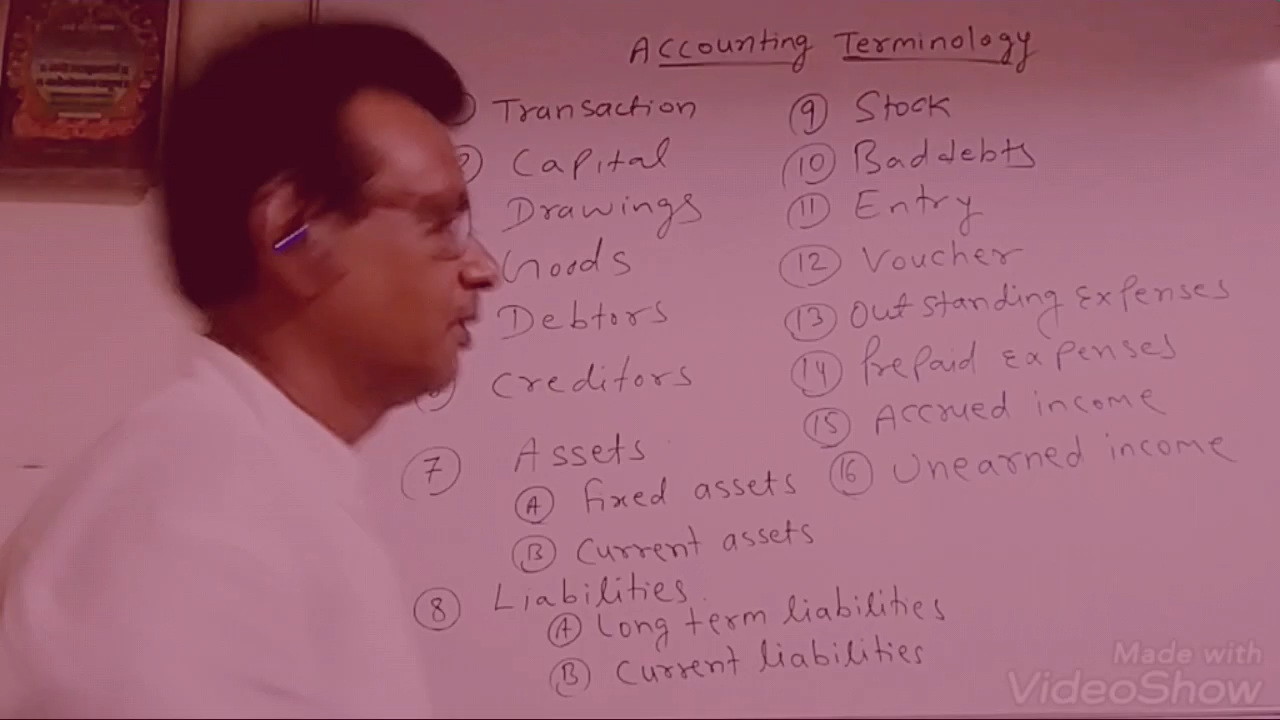 Accounting Terminology
Transaction
Capital
Drawings
Goods
Debtors
Creditors
7 Assets
A fixed assets
B Current assets
8 Liabilities
A Long term liabilities
B Current liabilities
9 Stock
10 Bad debts
11 Entry
12 Voucher
13 Outstanding Expenses
14 Prepaid Expenses
15 Accrued income
16 Unearned income
Made with
VideoShow